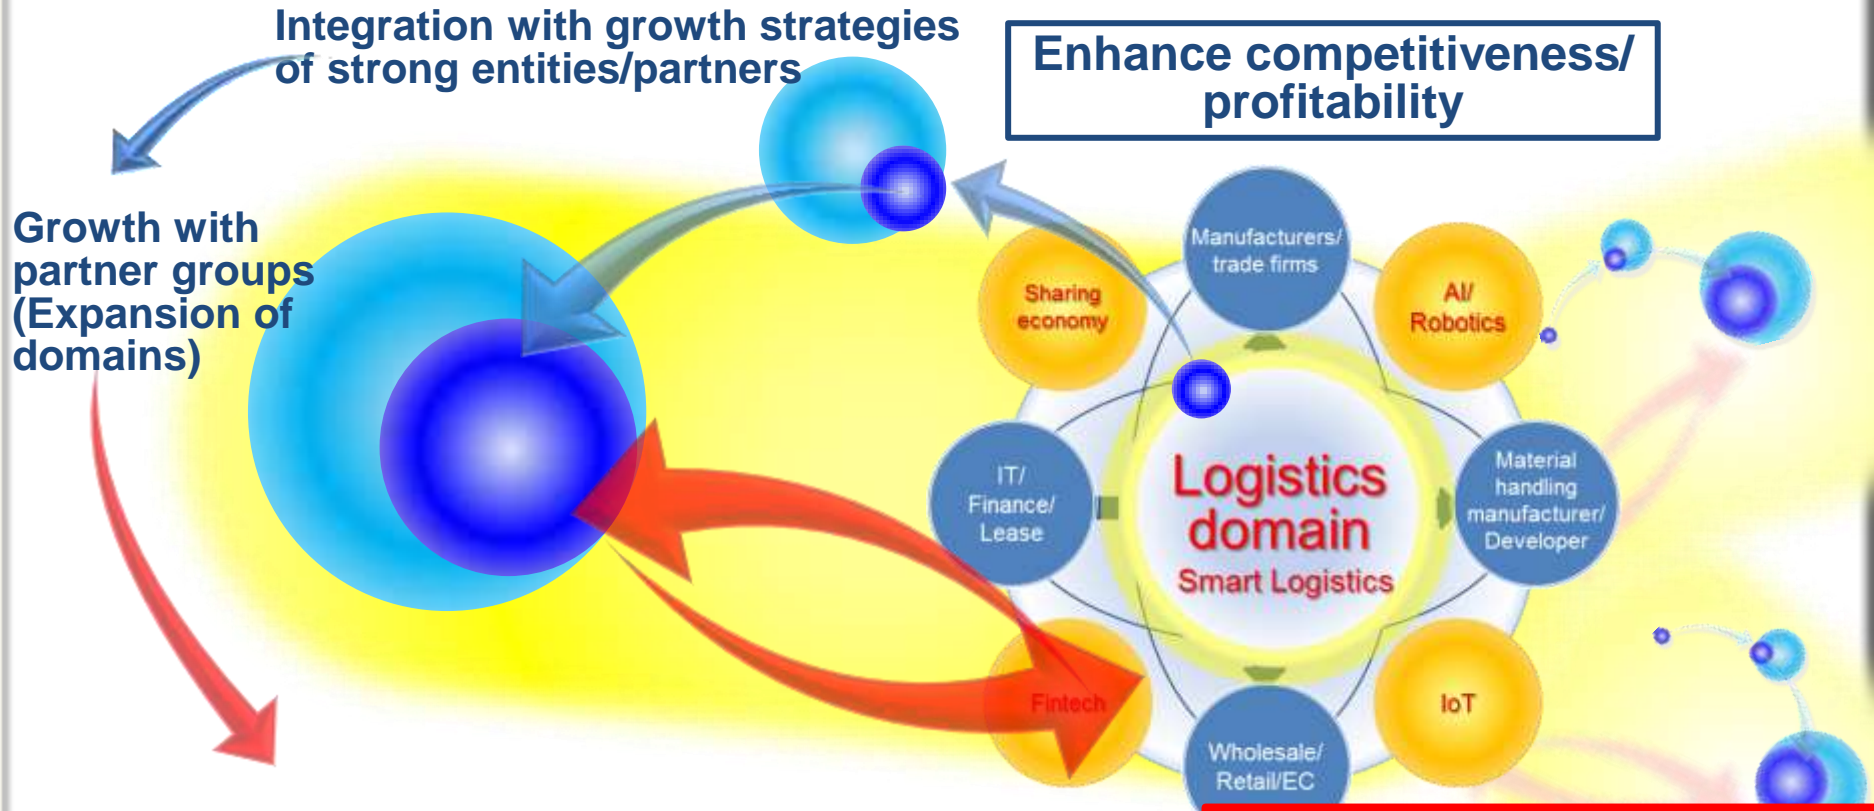 Integration with growth strategies
of strong entities/partners
Enhance competitiveness/
profitability
Growth with
partner groups
(Expansion of
domains)
Manufacturers/
trade firms
Sharing
economy
AI/
Robotics
IT/
Finance/
Lease
Logistics
domain
Smart Logistics
Material
handling
manufacturer/
Developer
Fintech
IoT
Wholesale/
Retail/EC